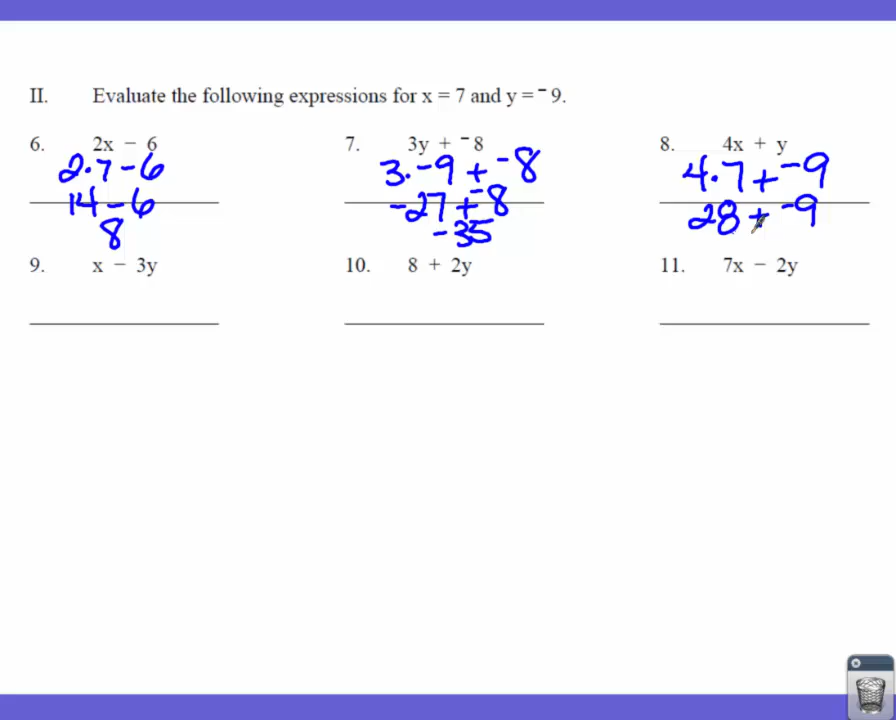 II. Evaluate the following expressions for x = 7 and y = ⁻9.
6. 2x − 6 7. 3y + ⁻8 8. 4x + y
2·7−6 3·-9 + -8 4·7+-9
14-6 -27 + -8 28+ -9
8 -35
9. x − 3y 10. 8 + 2y 11. 7x − 2y